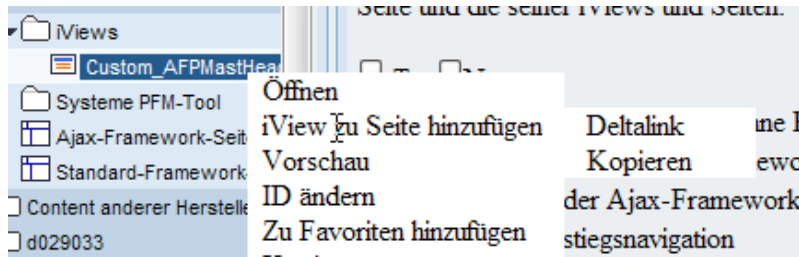 Seite und die seiner iViews und Seiten.
iViews
Custom_AFPMastHead
Öffnen
Systeme PFM-Tool
iView zu Seite hinzufügen
Deltalink
Ajax-Framework-Seit
Vorschau
Kopieren
Standard-Framework
ID ändern
der Ajax-Framework
Content anderer Herstelle
Zu Favoriten hinzufügen
stiegsnavigation
d029033